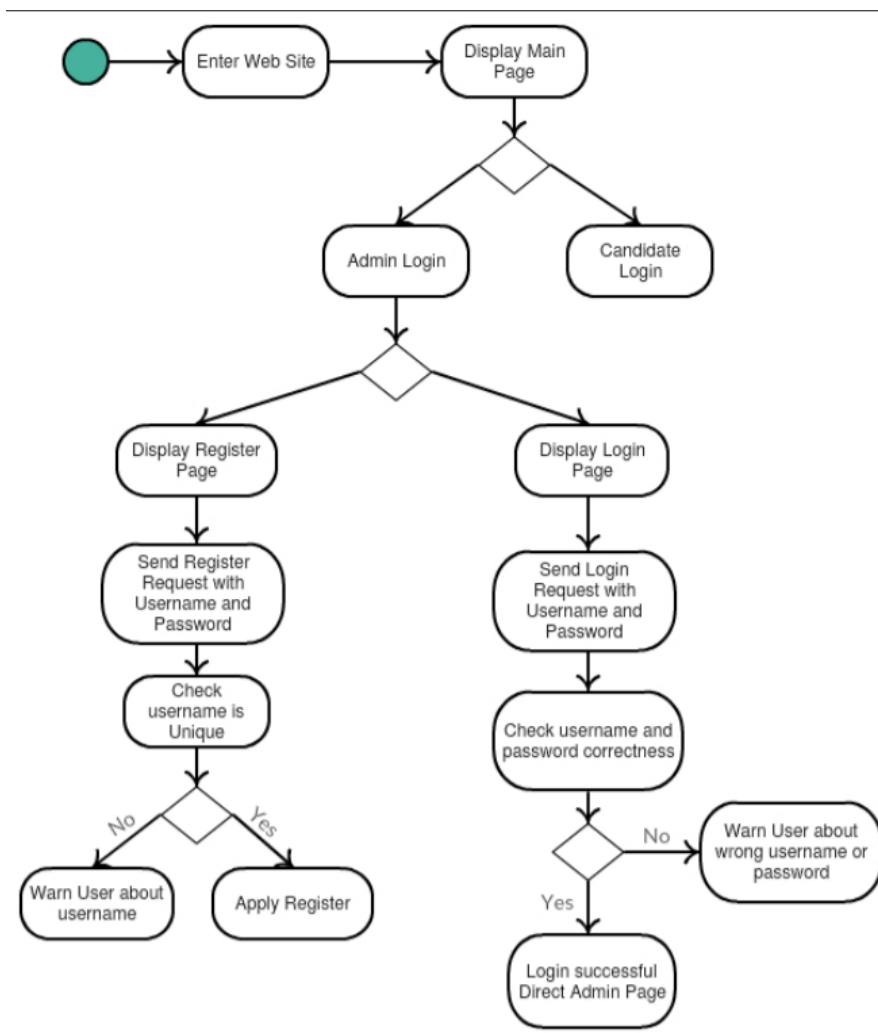 Enter Web Site
Display Main
Page
Admin Login
Candidate
Login
Display Register
Page
Display Login
Page
Send Register
Request with
Username and
Password
Send Login
Request with
Username and
Password
Check
username is
Unique
Check username and
password correctness
No
Yes
No
Warn User about
wrong username or
password
Warn User about
username
Apply Register
Yes
Login successful
Direct Admin Page